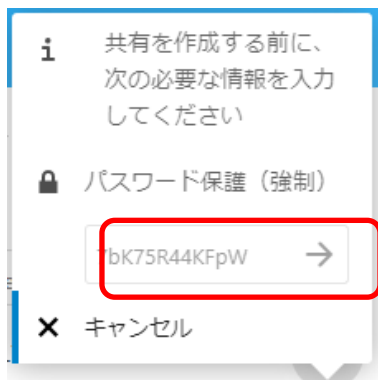 共有を作成する前に、
次の必要な情報を入力
してください
パスワード保護（強制）
7bK75R44KFpW
キャンセル